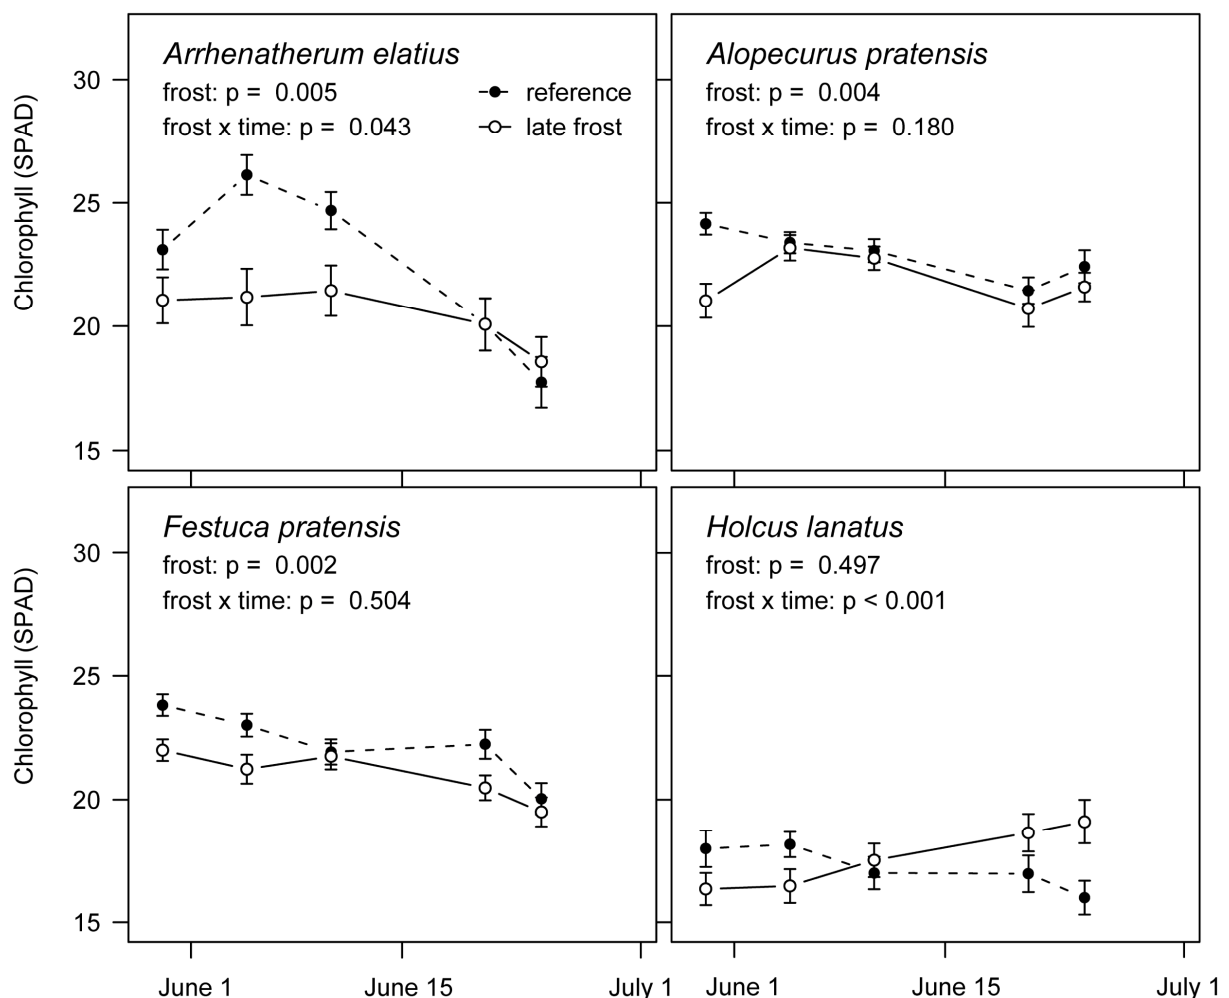 Arrhenatherum elatius
frost: p = 0.005
frost x time: p = 0.043
reference
late frost
Alopecurus pratensis
frost: p = 0.004
frost x time: p = 0.180
Chlorophyll (SPAD)
30
25
20
15
Festuca pratensis
frost: p = 0.002
frost x time: p = 0.504
Holcus lanatus
frost: p = 0.497
frost x time: p < 0.001
Chlorophyll (SPAD)
30
25
20
15
June 1
June 15
July 1
June 1
June 15
July 1